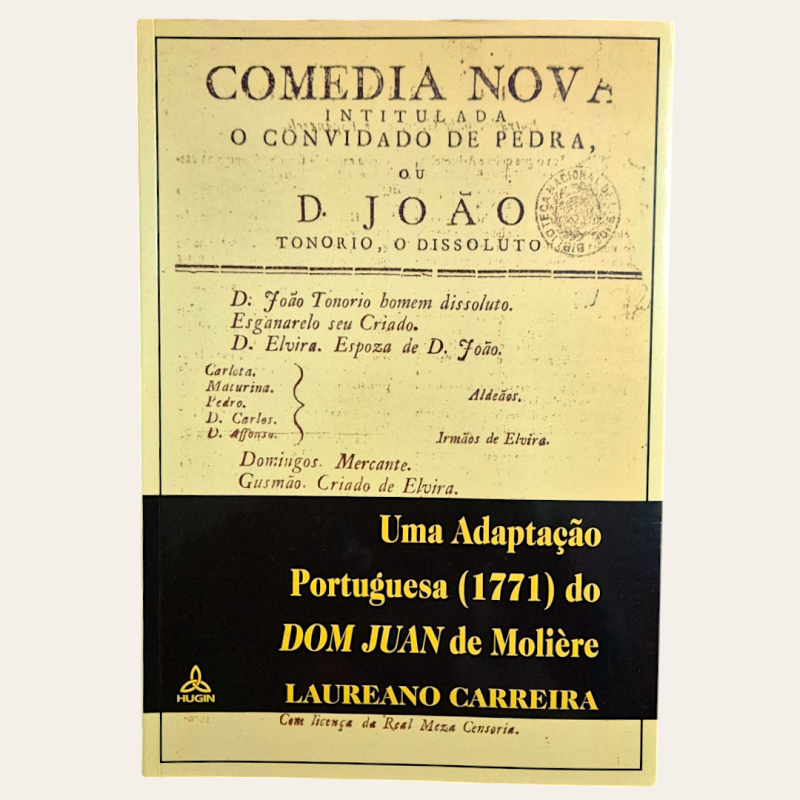 COMEDIA NOVA
INTITULADA
O CONVIDADO DE PEDRA,
OU
D. JOÃO
TONORIO, O DISSOLUTO
D. João Tonorio homem dissoluto.
Esganarelo seu Criado.
D. Elvira. Espoza de D. João.
Carlota.
Maturina.
Pedro.
Aldeãos.
D. Carlos.
D. Affonso.
Irmãos de Elvira.
Domingos. Mercante.
Gusmão. Criado de Elvira.
Uma Adaptação
Portuguesa (1771) do
DOM JUAN de Molière
LAUREANO CARREIRA
HUGIN
Com licença da Real Meza Censoria.